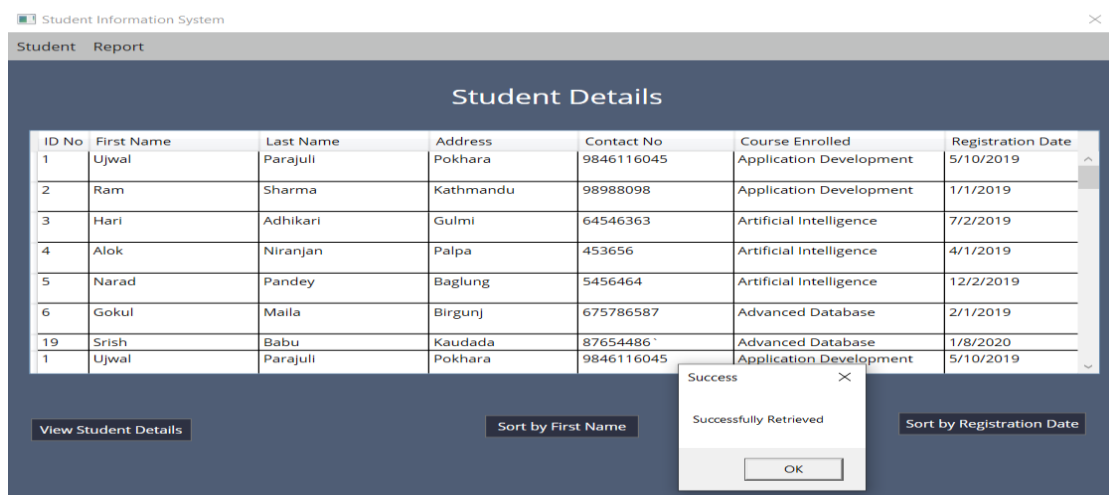 Student Information System
Student Report
Student Details
ID No First Name Last Name Address Contact No Course Enrolled Registration Date
1 Ujwal Parajuli Pokhara 9846116045 Application Development 5/10/2019
2 Ram Sharma Kathmandu 98988098 Application Development 1/1/2019
3 Hari Adhikari Gulmi 64546363 Artificial Intelligence 7/2/2019
4 Alok Niranjan Palpa 453656 Artificial Intelligence 4/1/2019
5 Narad Pandey Baglung 5456464 Artificial Intelligence 12/2/2019
6 Gokul Maila Birgunj 675786587 Advanced Database 2/1/2019
19 Srish Babu Kaudada 87654486` Advanced Database 1/8/2020
1 Ujwal Parajuli Pokhara 9846116045 Application Development 5/10/2019
Success
Successfully Retrieved
OK
View Student Details Sort by First Name Sort by Registration Date